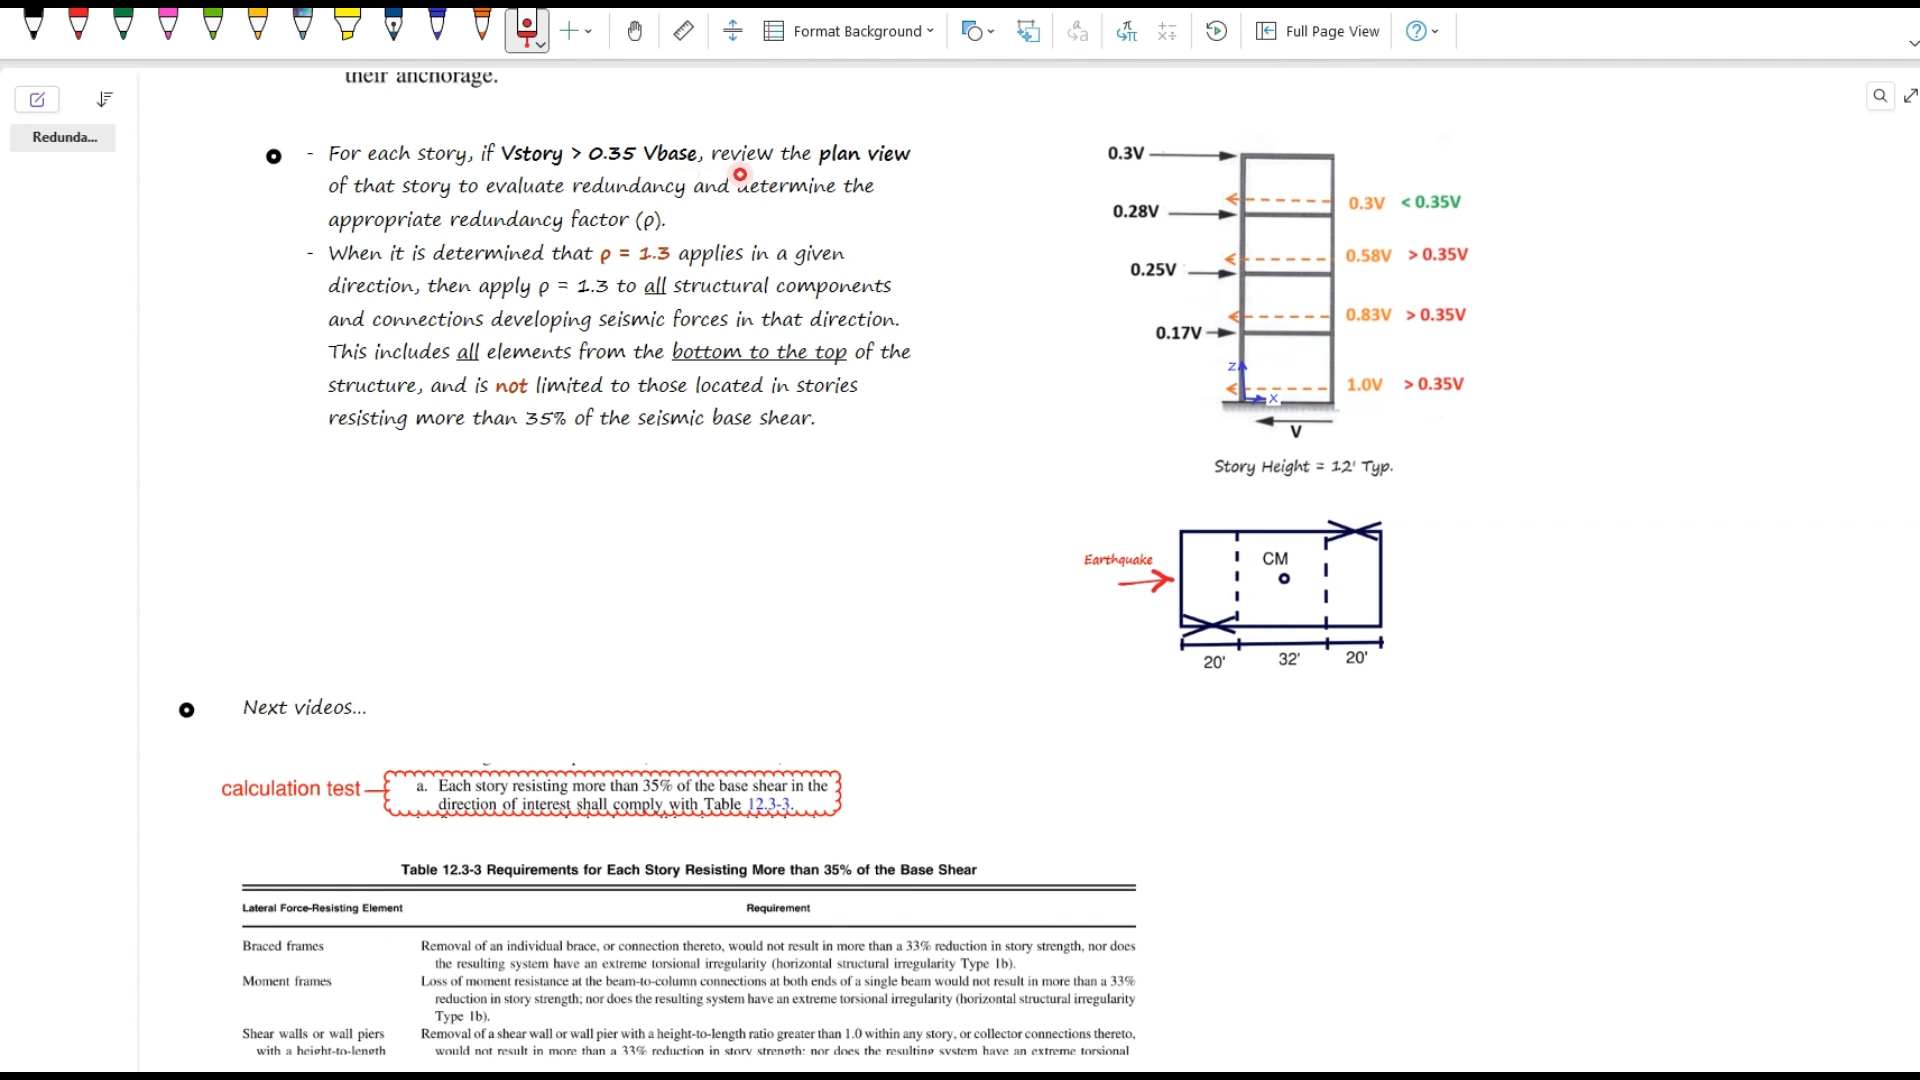 Format Background
Full Page View
their anchorage.
Redunda...
- For each story, if Vstory > 0.35 Vbase, review the plan view
of that story to evaluate redundancy and determine the
appropriate redundancy factor (ρ).
- When it is determined that ρ = 1.3 applies in a given
direction, then apply ρ = 1.3 to all structural components
and connections developing seismic forces in that direction.
This includes all elements from the bottom to the top of the
structure, and is not limited to those located in stories
resisting more than 35% of the seismic base shear.
0.3V
0.3V < 0.35V
0.28V
0.58V > 0.35V
0.25V
0.83V > 0.35V
0.17V
Z
1.0V > 0.35V
X
V
Story Height = 12' Typ.
Earthquake
CM
20' 32' 20'
Next videos...
calculation test
a. Each story resisting more than 35% of the base shear in the
direction of interest shall comply with Table 12.3-3.
Table 12.3-3 Requirements for Each Story Resisting More than 35% of the Base Shear
Lateral Force-Resisting Element Requirement
Braced frames Removal of an individual brace, or connection thereto, would not result in more than a 33% reduction in story strength, nor does
the resulting system have an extreme torsional irregularity (horizontal structural irregularity Type 1b).
Moment frames Loss of moment resistance at the beam-to-column connections at both ends of a single beam would not result in more than a 33%
reduction in story strength; nor does the resulting system have an extreme torsional irregularity (horizontal structural irregularity
Type 1b).
Shear walls or wall piers Removal of a shear wall or wall pier with a height-to-length ratio greater than 1.0 within any story, or collector connections thereto,
with a height-to-length would not result in more than a 33% reduction in story strength; nor does the resulting system have an extreme torsional